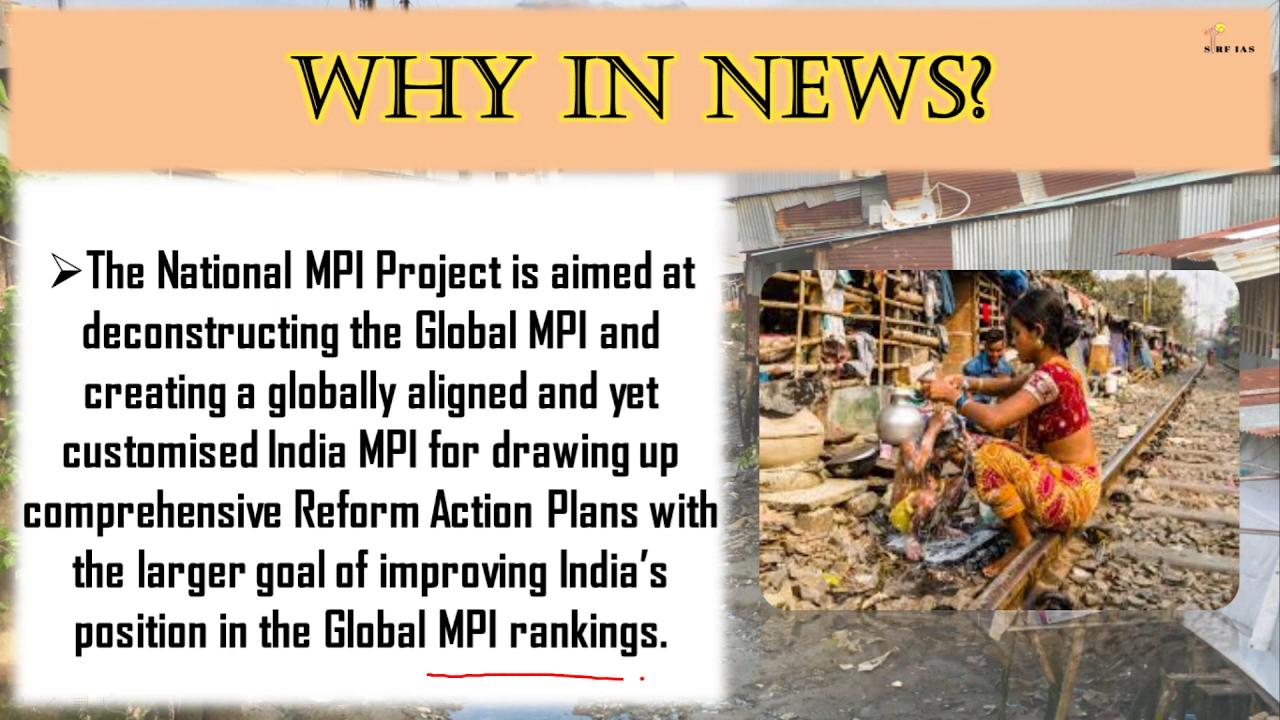 S RF IAS
WHY IN NEWS?
➢The National MPI Project is aimed at
deconstructing the Global MPI and
creating a globally aligned and yet
customised India MPI for drawing up
comprehensive Reform Action Plans with
the larger goal of improving India’s
position in the Global MPI rankings.